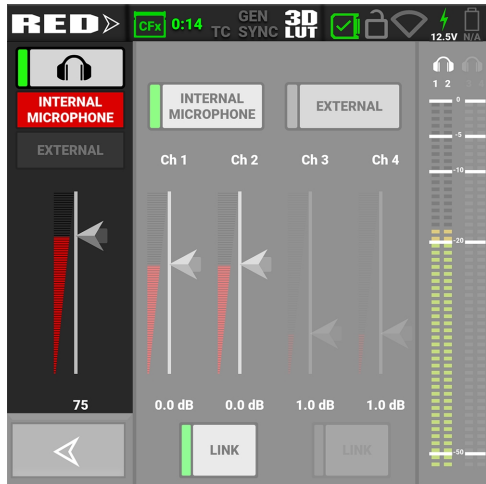 RED
CFx 0:14 TC GEN SYNC 3D LUT 12.5V N/A
INTERNAL MICROPHONE
EXTERNAL
75
INTERNAL MICROPHONE
EXTERNAL
Ch 1 Ch 2 Ch 3 Ch 4
0.0 dB 0.0 dB 1.0 dB 1.0 dB
LINK LINK
1 2
0
-5
-10
-20
-50